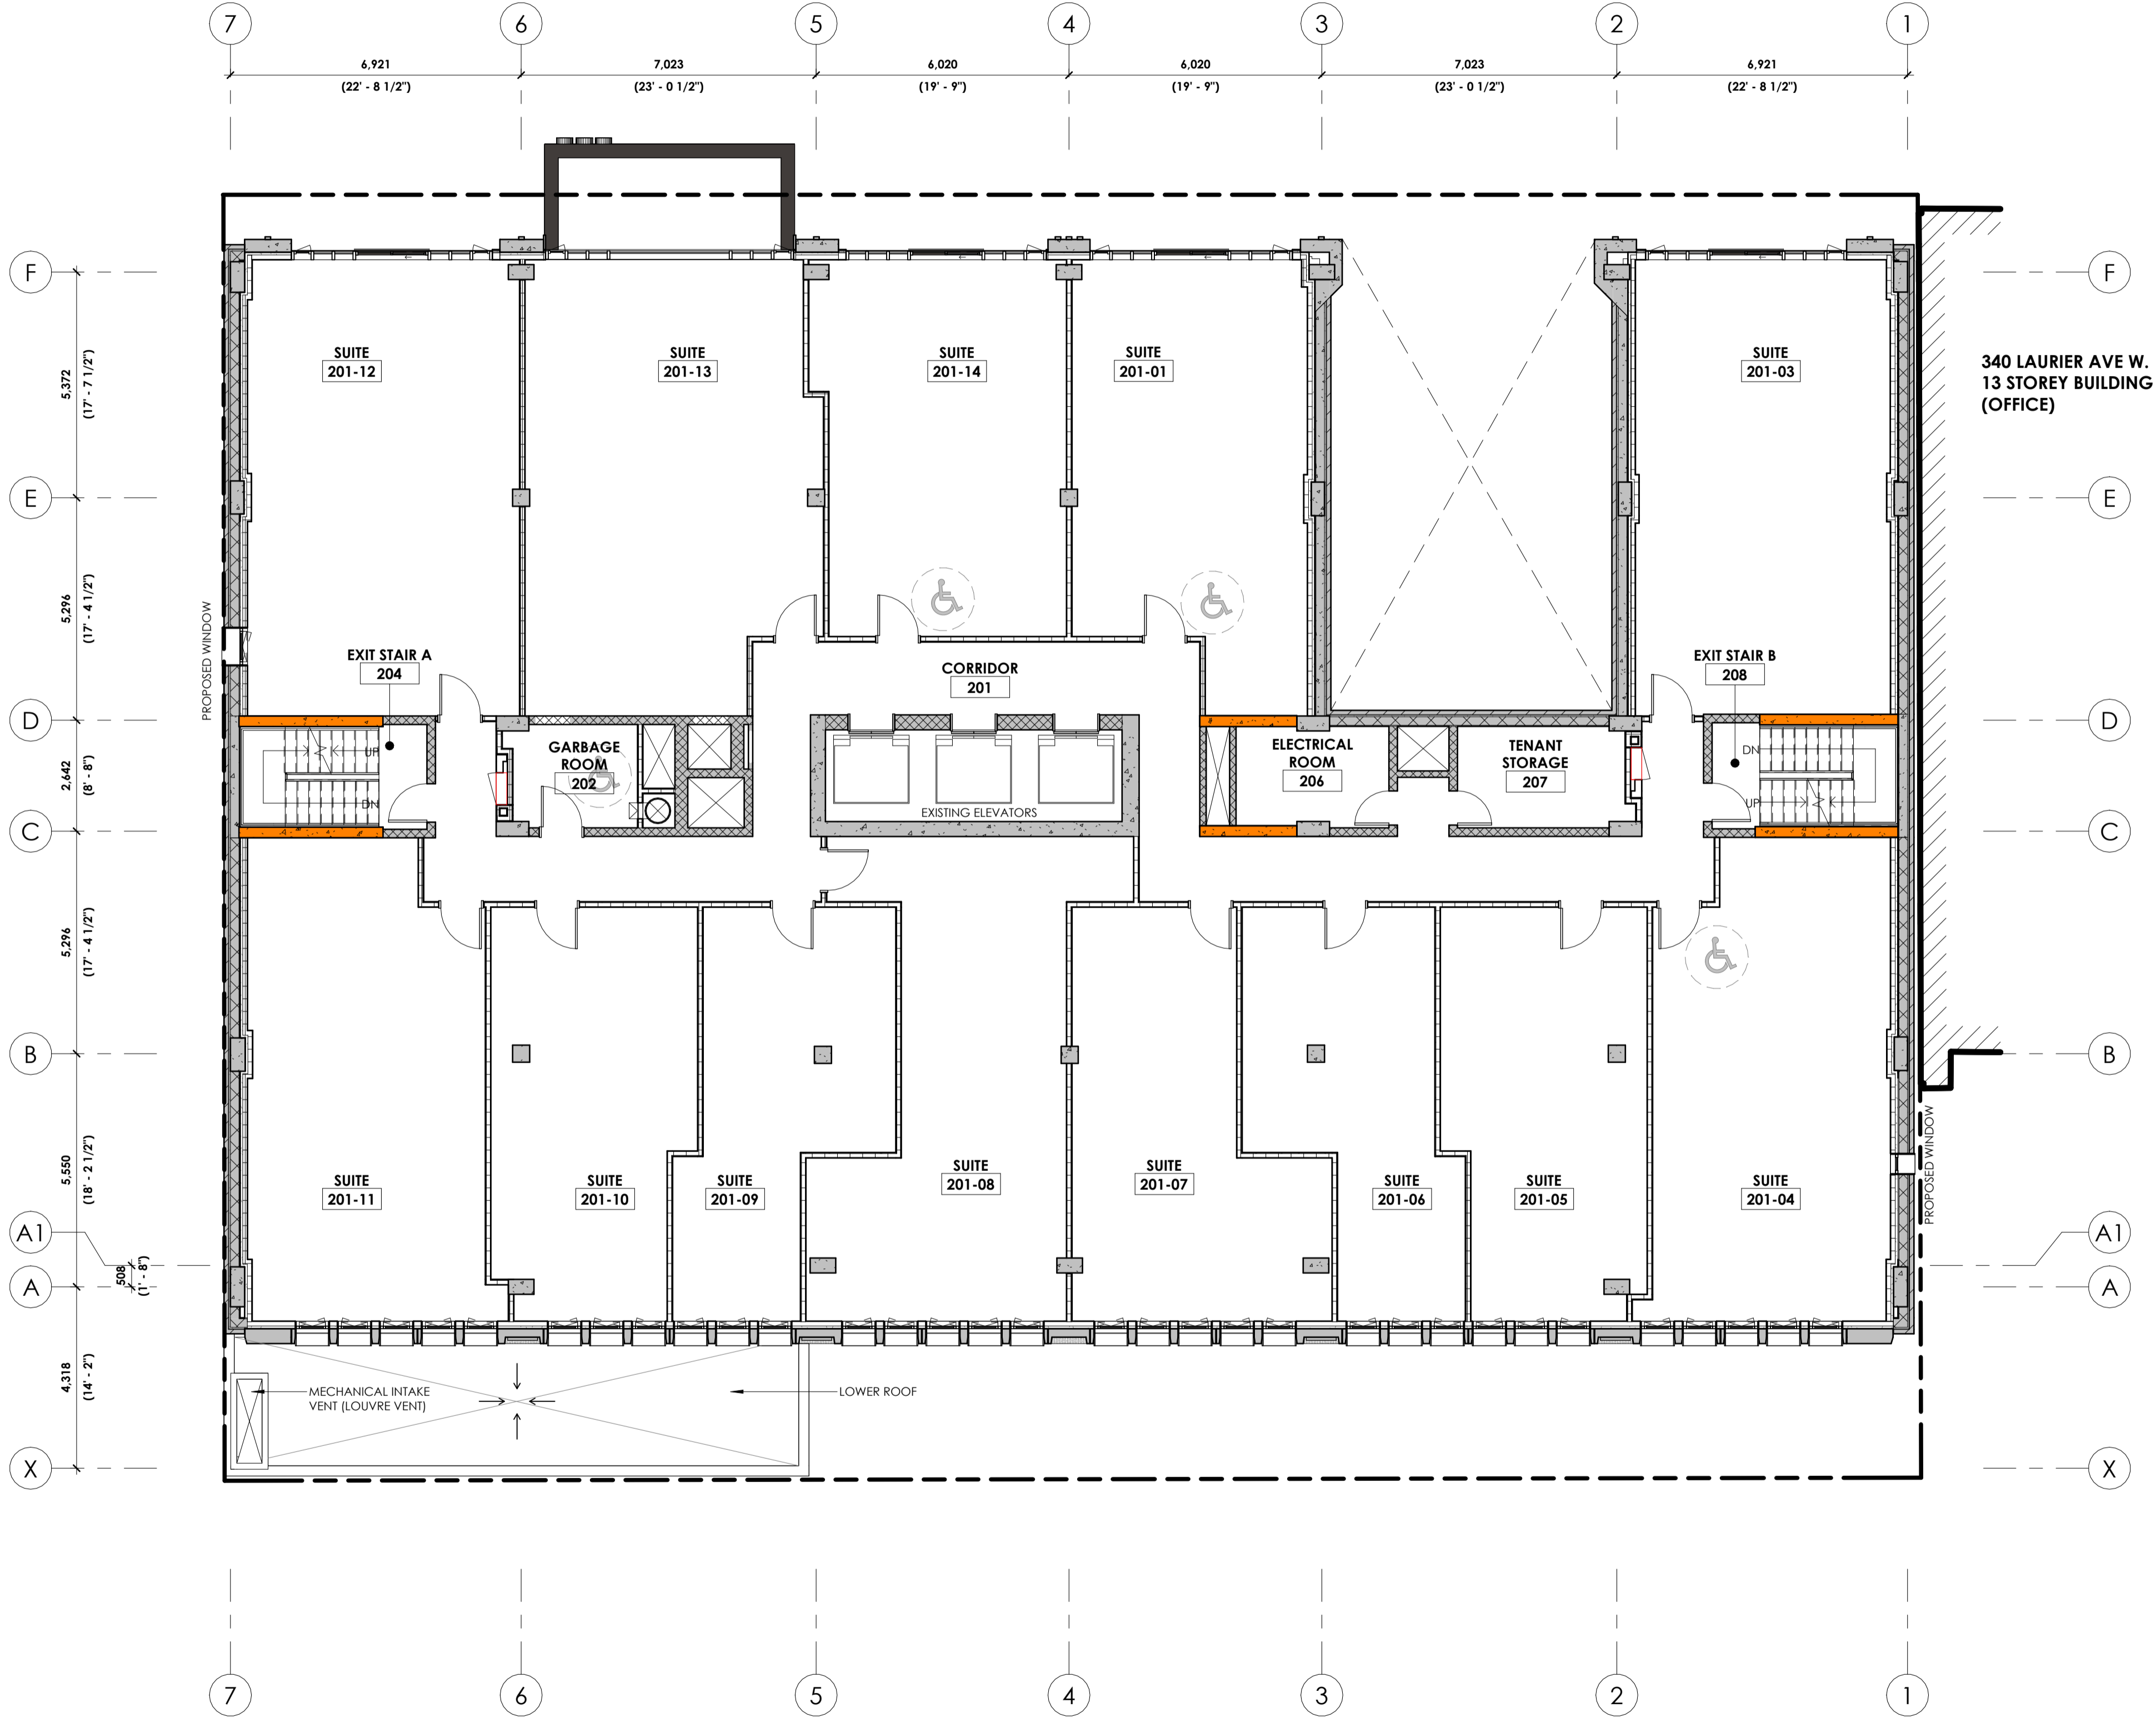 7 6 5 4 3 2 1
6,921 7,023 6,020 6,020 7,023 6,921
(22' - 8 1/2") (23' - 0 1/2") (19' - 9") (19' - 9") (23' - 0 1/2") (22' - 8 1/2")
F F
5,372
(17' - 7 1/2")
SUITE
201-12
SUITE
201-13
SUITE
201-14
SUITE
201-01
SUITE
201-03
340 LAURIER AVE W.
13 STOREY BUILDING
(OFFICE)
E E
5,296
(17' - 4 1/2")
PROPOSED WINDOW
EXIT STAIR A
204
CORRIDOR
201
EXIT STAIR B
208
D D
2,642
(8' - 8")
UP
DN
GARBAGE
ROOM
202
EXISTING ELEVATORS
ELECTRICAL
ROOM
206
TENANT
STORAGE
207
DN
UP
C C
5,296
(17' - 4 1/2")
B B
5,550
(18' - 2 1/2")
PROPOSED WINDOW
SUITE
201-11
SUITE
201-10
SUITE
201-09
SUITE
201-08
SUITE
201-07
SUITE
201-06
SUITE
201-05
SUITE
201-04
A1 A1
508
(1' - 8")
A A
4,318
(14' - 2")
MECHANICAL INTAKE
VENT (LOUVRE VENT)
LOWER ROOF
X X
7 6 5 4 3 2 1